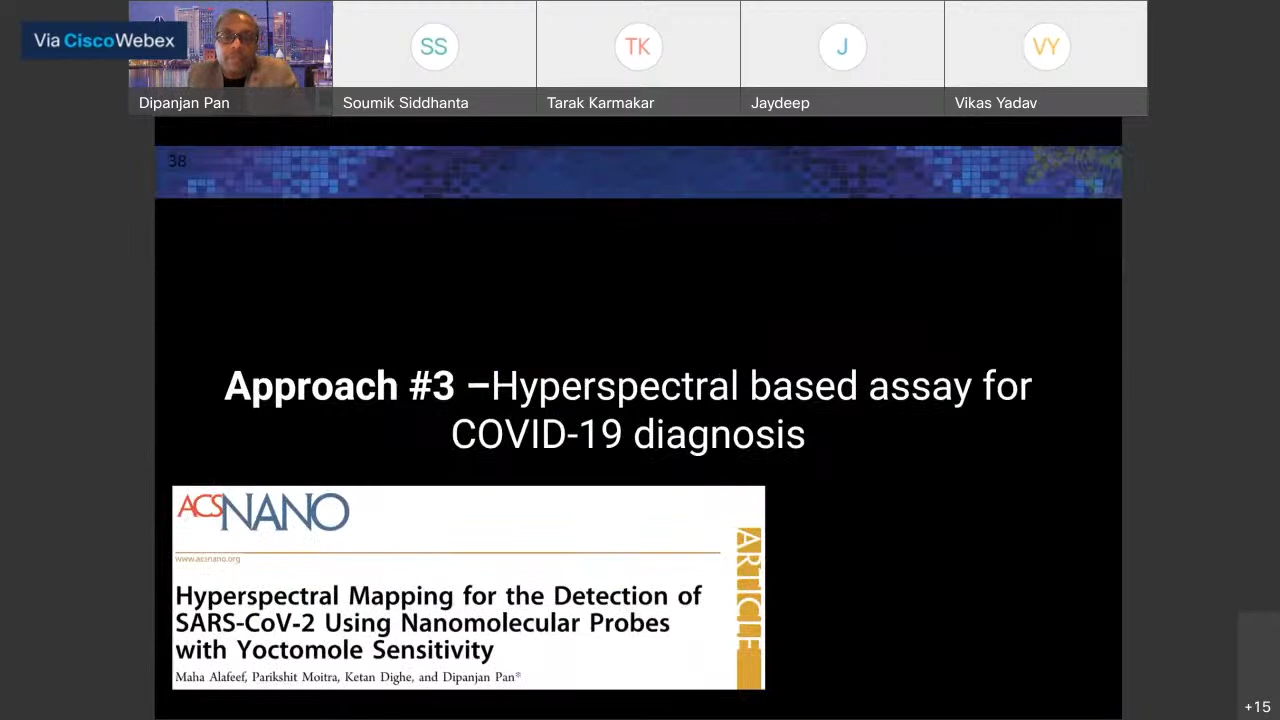 Via Cisco Webex
SS
TK
J
VY
Dipanjan Pan
Soumik Siddhanta
Tarak Karmakar
Jaydeep
Vikas Yadav
38
Approach #3 –Hyperspectral based assay for
COVID-19 diagnosis
ACSNANO
www.acsnano.org
ARTICLE
Hyperspectral Mapping for the Detection of
SARS-CoV-2 Using Nanomolecular Probes
with Yoctomole Sensitivity
Maha Alafeef, Parikshit Moitra, Ketan Dighe, and Dipanjan Pan*
+15